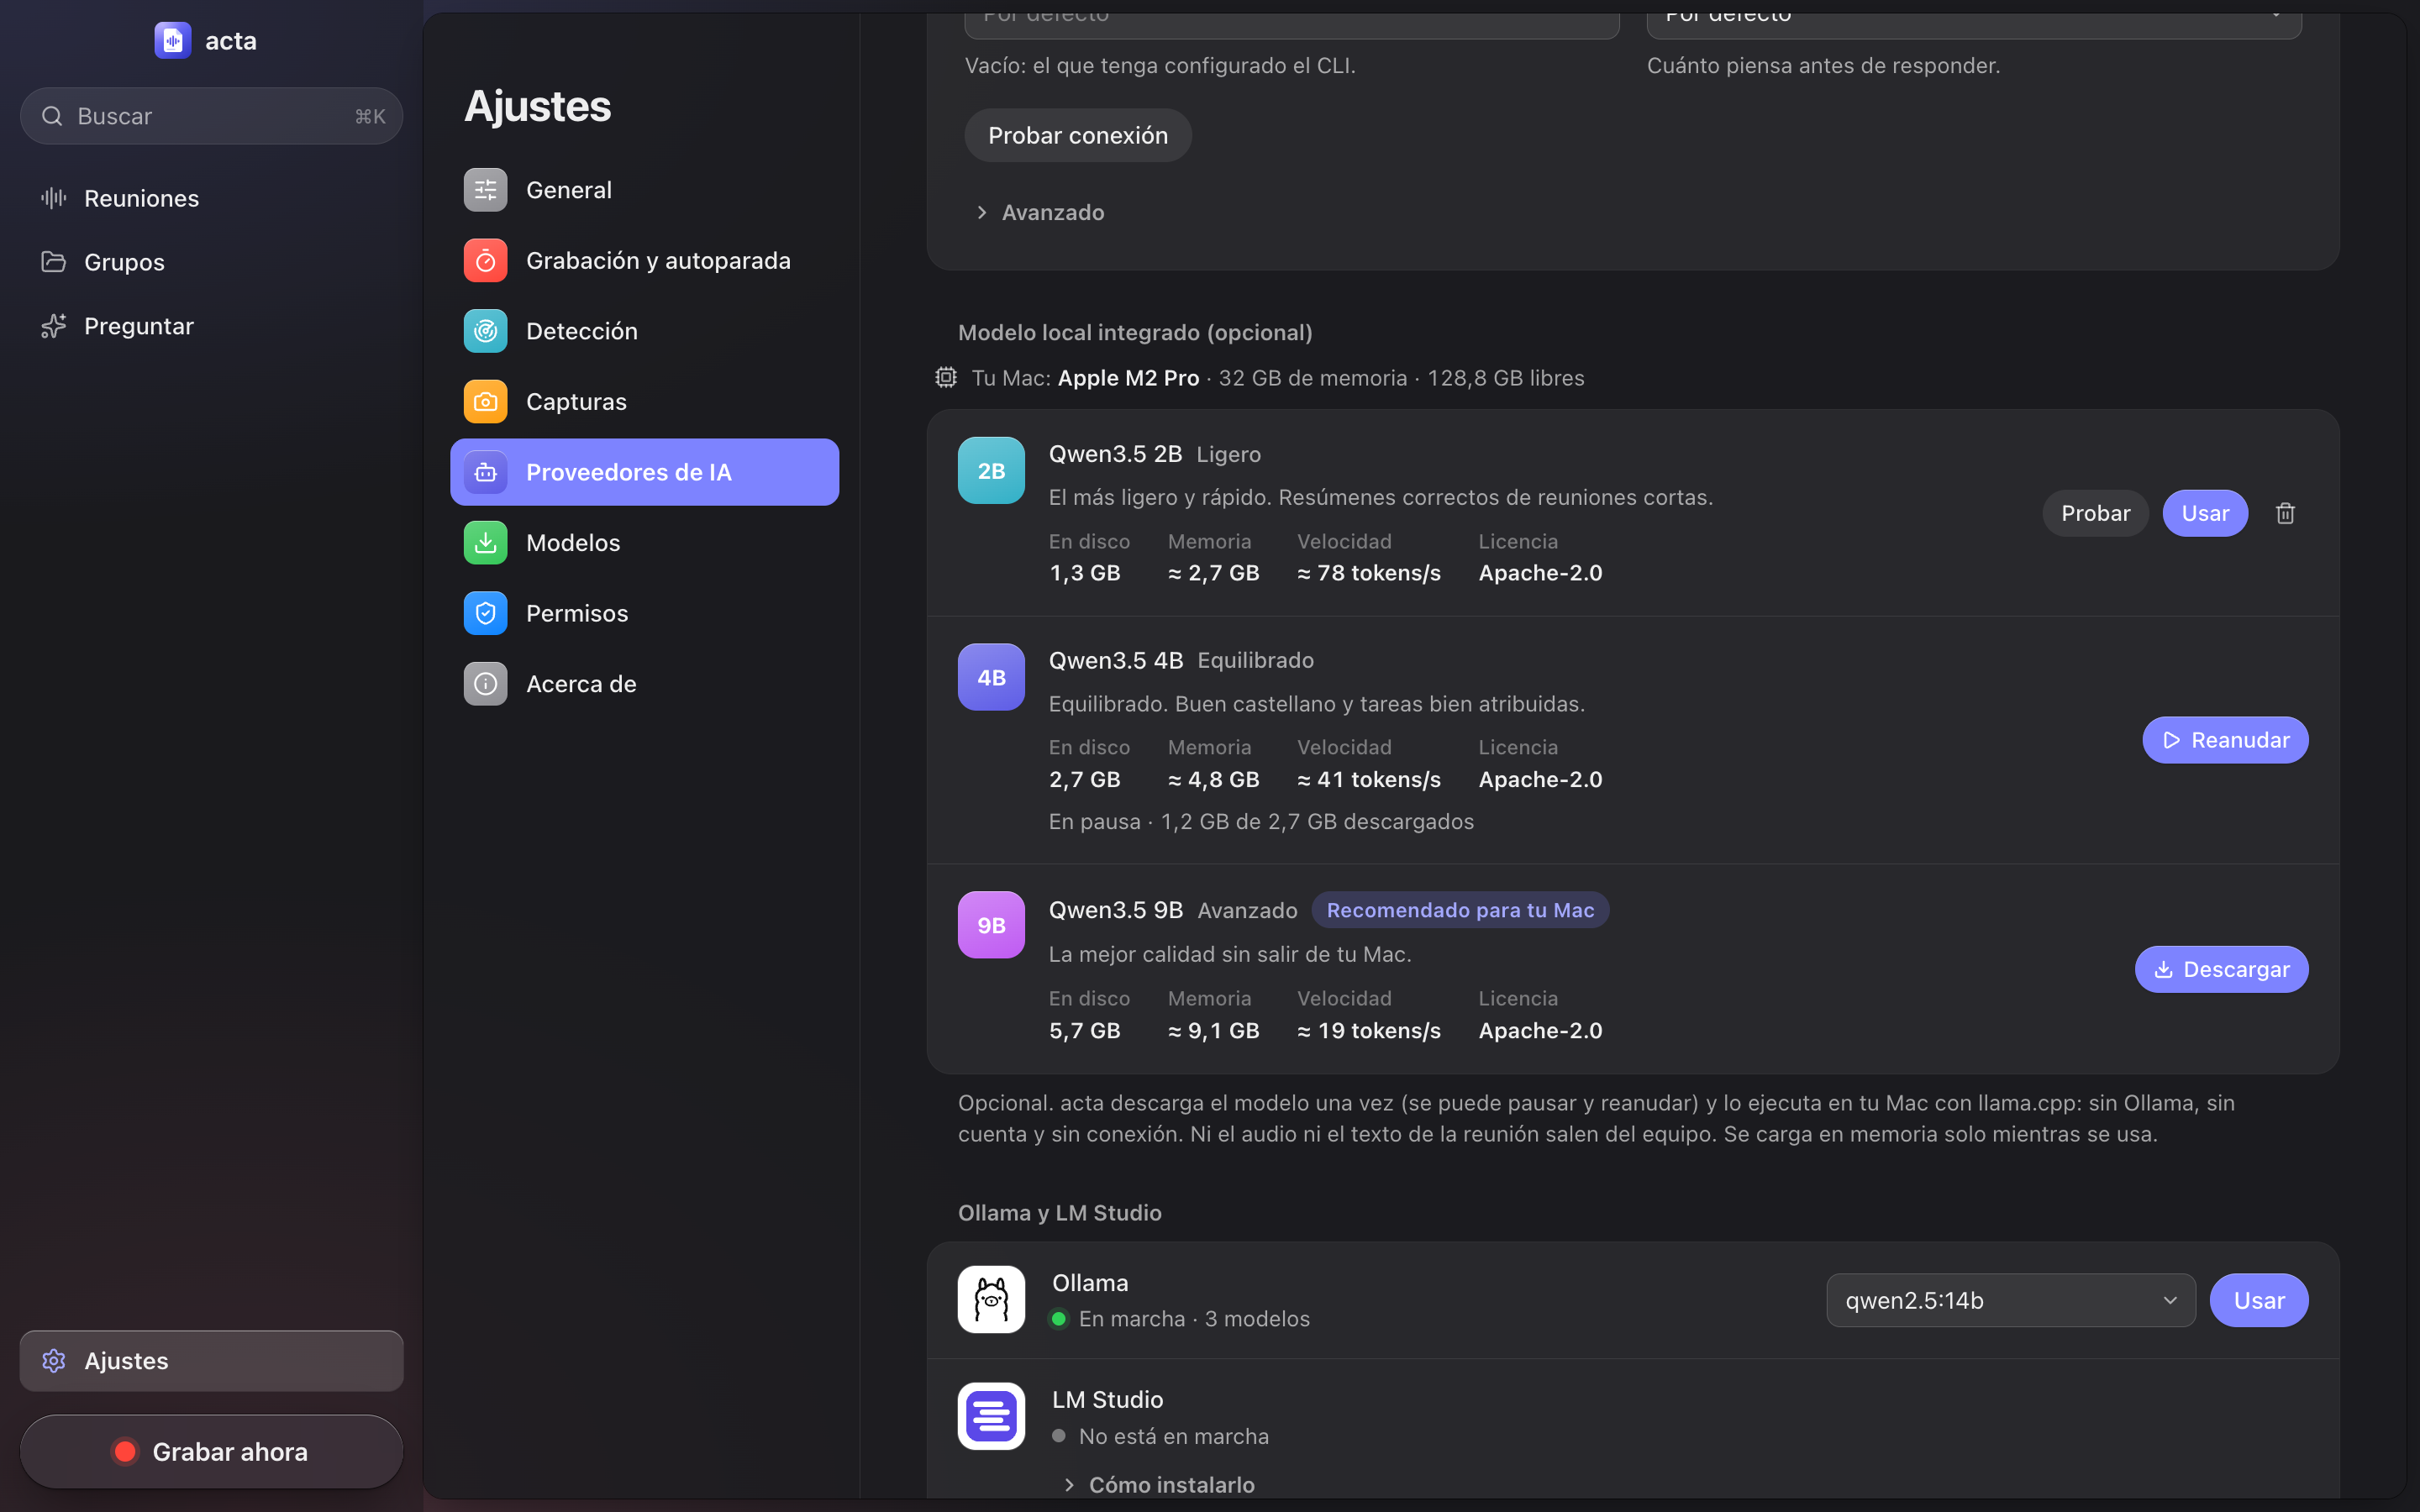 acta
Buscar ⌘K
Reuniones
Grupos
Preguntar
Ajustes
Grabar ahora
Ajustes
General
Grabación y autoparada
Detección
Capturas
Proveedores de IA
Modelos
Permisos
Acerca de
Por defecto Por defecto
Vacío: el que tenga configurado el CLI. Cuánto piensa antes de responder.
Probar conexión
Avanzado
Modelo local integrado (opcional)
Tu Mac: Apple M2 Pro · 32 GB de memoria · 128,8 GB libres
2B
Qwen3.5 2B Ligero
El más ligero y rápido. Resúmenes correctos de reuniones cortas.
En disco Memoria Velocidad Licencia
1,3 GB ≈ 2,7 GB ≈ 78 tokens/s Apache-2.0
Probar Usar
4B
Qwen3.5 4B Equilibrado
Equilibrado. Buen castellano y tareas bien atribuidas.
En disco Memoria Velocidad Licencia
2,7 GB ≈ 4,8 GB ≈ 41 tokens/s Apache-2.0
En pausa · 1,2 GB de 2,7 GB descargados
Reanudar
9B
Qwen3.5 9B Avanzado Recomendado para tu Mac
La mejor calidad sin salir de tu Mac.
En disco Memoria Velocidad Licencia
5,7 GB ≈ 9,1 GB ≈ 19 tokens/s Apache-2.0
Descargar
Opcional. acta descarga el modelo una vez (se puede pausar y reanudar) y lo ejecuta en tu Mac con llama.cpp: sin Ollama, sin
cuenta y sin conexión. Ni el audio ni el texto de la reunión salen del equipo. Se carga en memoria solo mientras se usa.
Ollama y LM Studio
Ollama
En marcha · 3 modelos
qwen2.5:14b Usar
LM Studio
No está en marcha
Cómo instalarlo